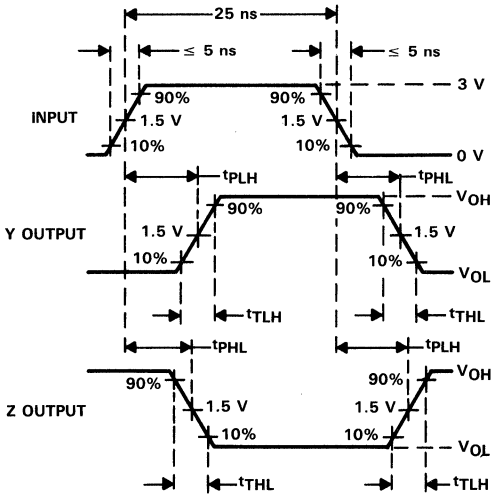 25 ns
≤ 5 ns
≤ 5 ns
3 V
90%
90%
INPUT
1.5 V
1.5 V
10%
10%
0 V
tPLH
tPHL
VOH
90%
90%
Y OUTPUT
1.5 V
1.5 V
10%
10%
VOL
tTLH
tTHL
tPHL
tPLH
VOH
90%
90%
Z OUTPUT
1.5 V
1.5 V
10%
10%
VOL
tTHL
tTLH